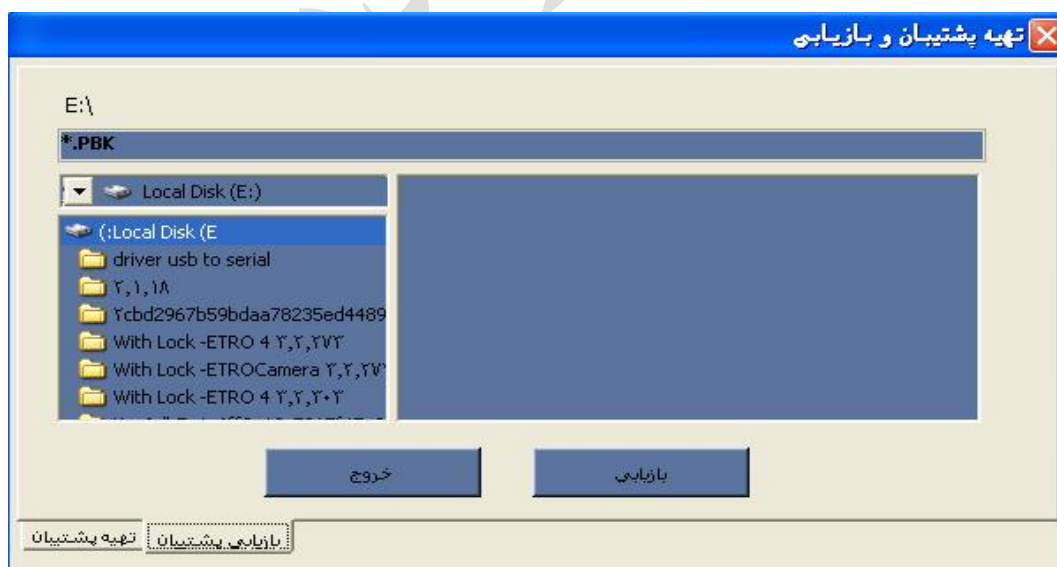 تهیه پشتیبان و بازیابی
E:\
*.PBK
Local Disk (E:)
(:Local Disk (E
driver usb to serial
۲,۱,۱۸
۲cbd2967b59bdaa78235ed4489
With Lock -ETRO 4 ۲,۲,۲۷۳
With Lock -ETROCamera ۲,۲,۲۷
With Lock -ETRO 4 ۲,۲,۲۰۲
بازیابی
خروج
تهیه پشتیبان
بازیابی پشتیبان